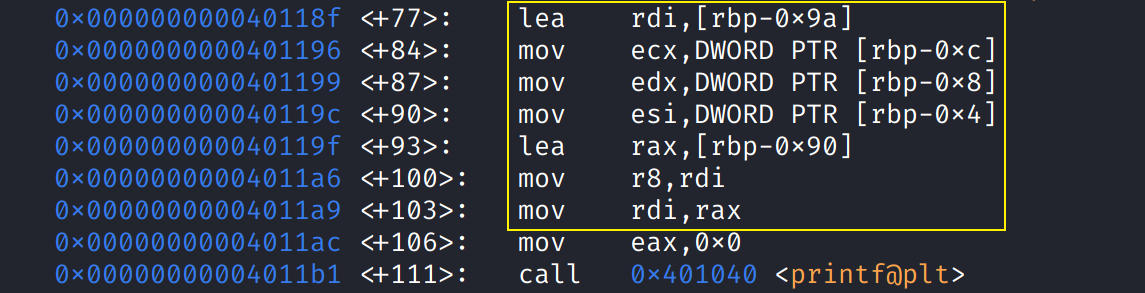 0×000000000040118f <+77>: lea rdi,[rbp-0×9a]
0×0000000000401196 <+84>: mov ecx,DWORD PTR [rbp-0×c]
0×0000000000401199 <+87>: mov edx,DWORD PTR [rbp-0×8]
0×000000000040119c <+90>: mov esi,DWORD PTR [rbp-0×4]
0×000000000040119f <+93>: lea rax,[rbp-0×90]
0×00000000004011a6 <+100>: mov r8,rdi
0×00000000004011a9 <+103>: mov rdi,rax
0×00000000004011ac <+106>: mov eax,0×0
0×00000000004011b1 <+111>: call 0×401040 <printf@plt>